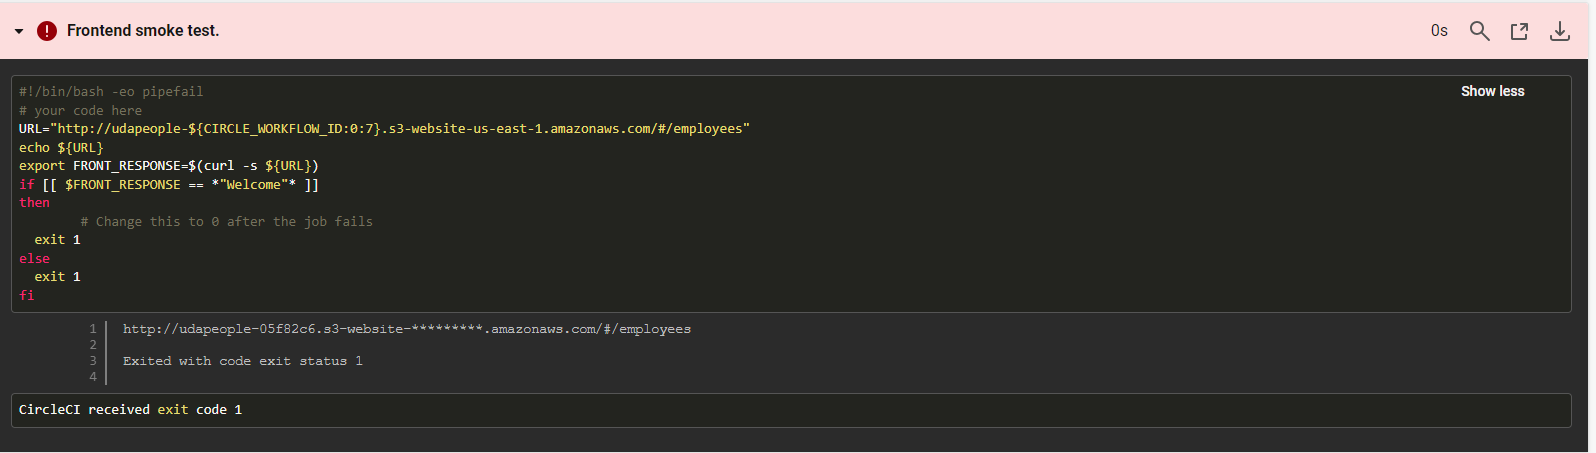 Frontend smoke test.
0s
#!/bin/bash -eo pipefail
Show less
# your code here
URL="http://udapeople-${CIRCLE_WORKFLOW_ID:0:7}.s3-website-us-east-1.amazonaws.com/#/employees"
echo ${URL}
export FRONT_RESPONSE=$(curl -s ${URL})
if [[ $FRONT_RESPONSE == *"Welcome"* ]]
then
        # Change this to 0 after the job fails
  exit 1
else
  exit 1
fi
1 http://udapeople-05f82c6.s3-website-*********.amazonaws.com/#/employees
2
3 Exited with code exit status 1
4
CircleCI received exit code 1